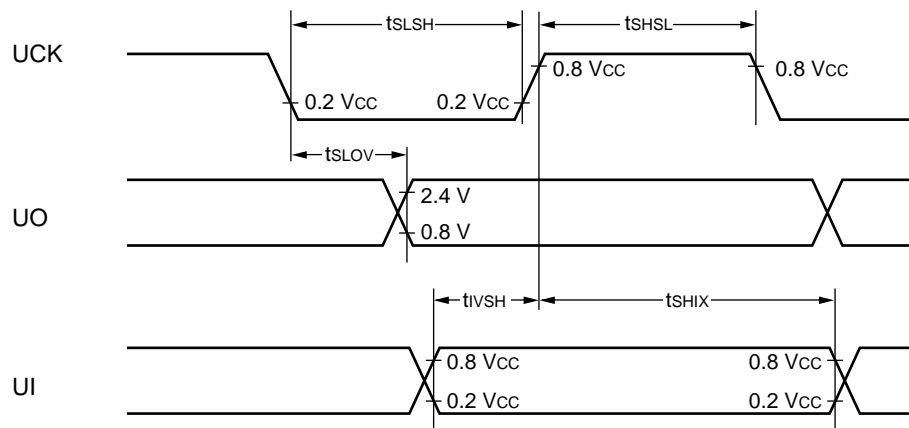 tSLSH
tSHSL
UCK
0.8 VCC
0.8 VCC
0.2 VCC
0.2 VCC
tSLOV
2.4 V
UO
0.8 V
tIVSH
tSHIX
0.8 VCC
0.8 VCC
UI
0.2 VCC
0.2 VCC